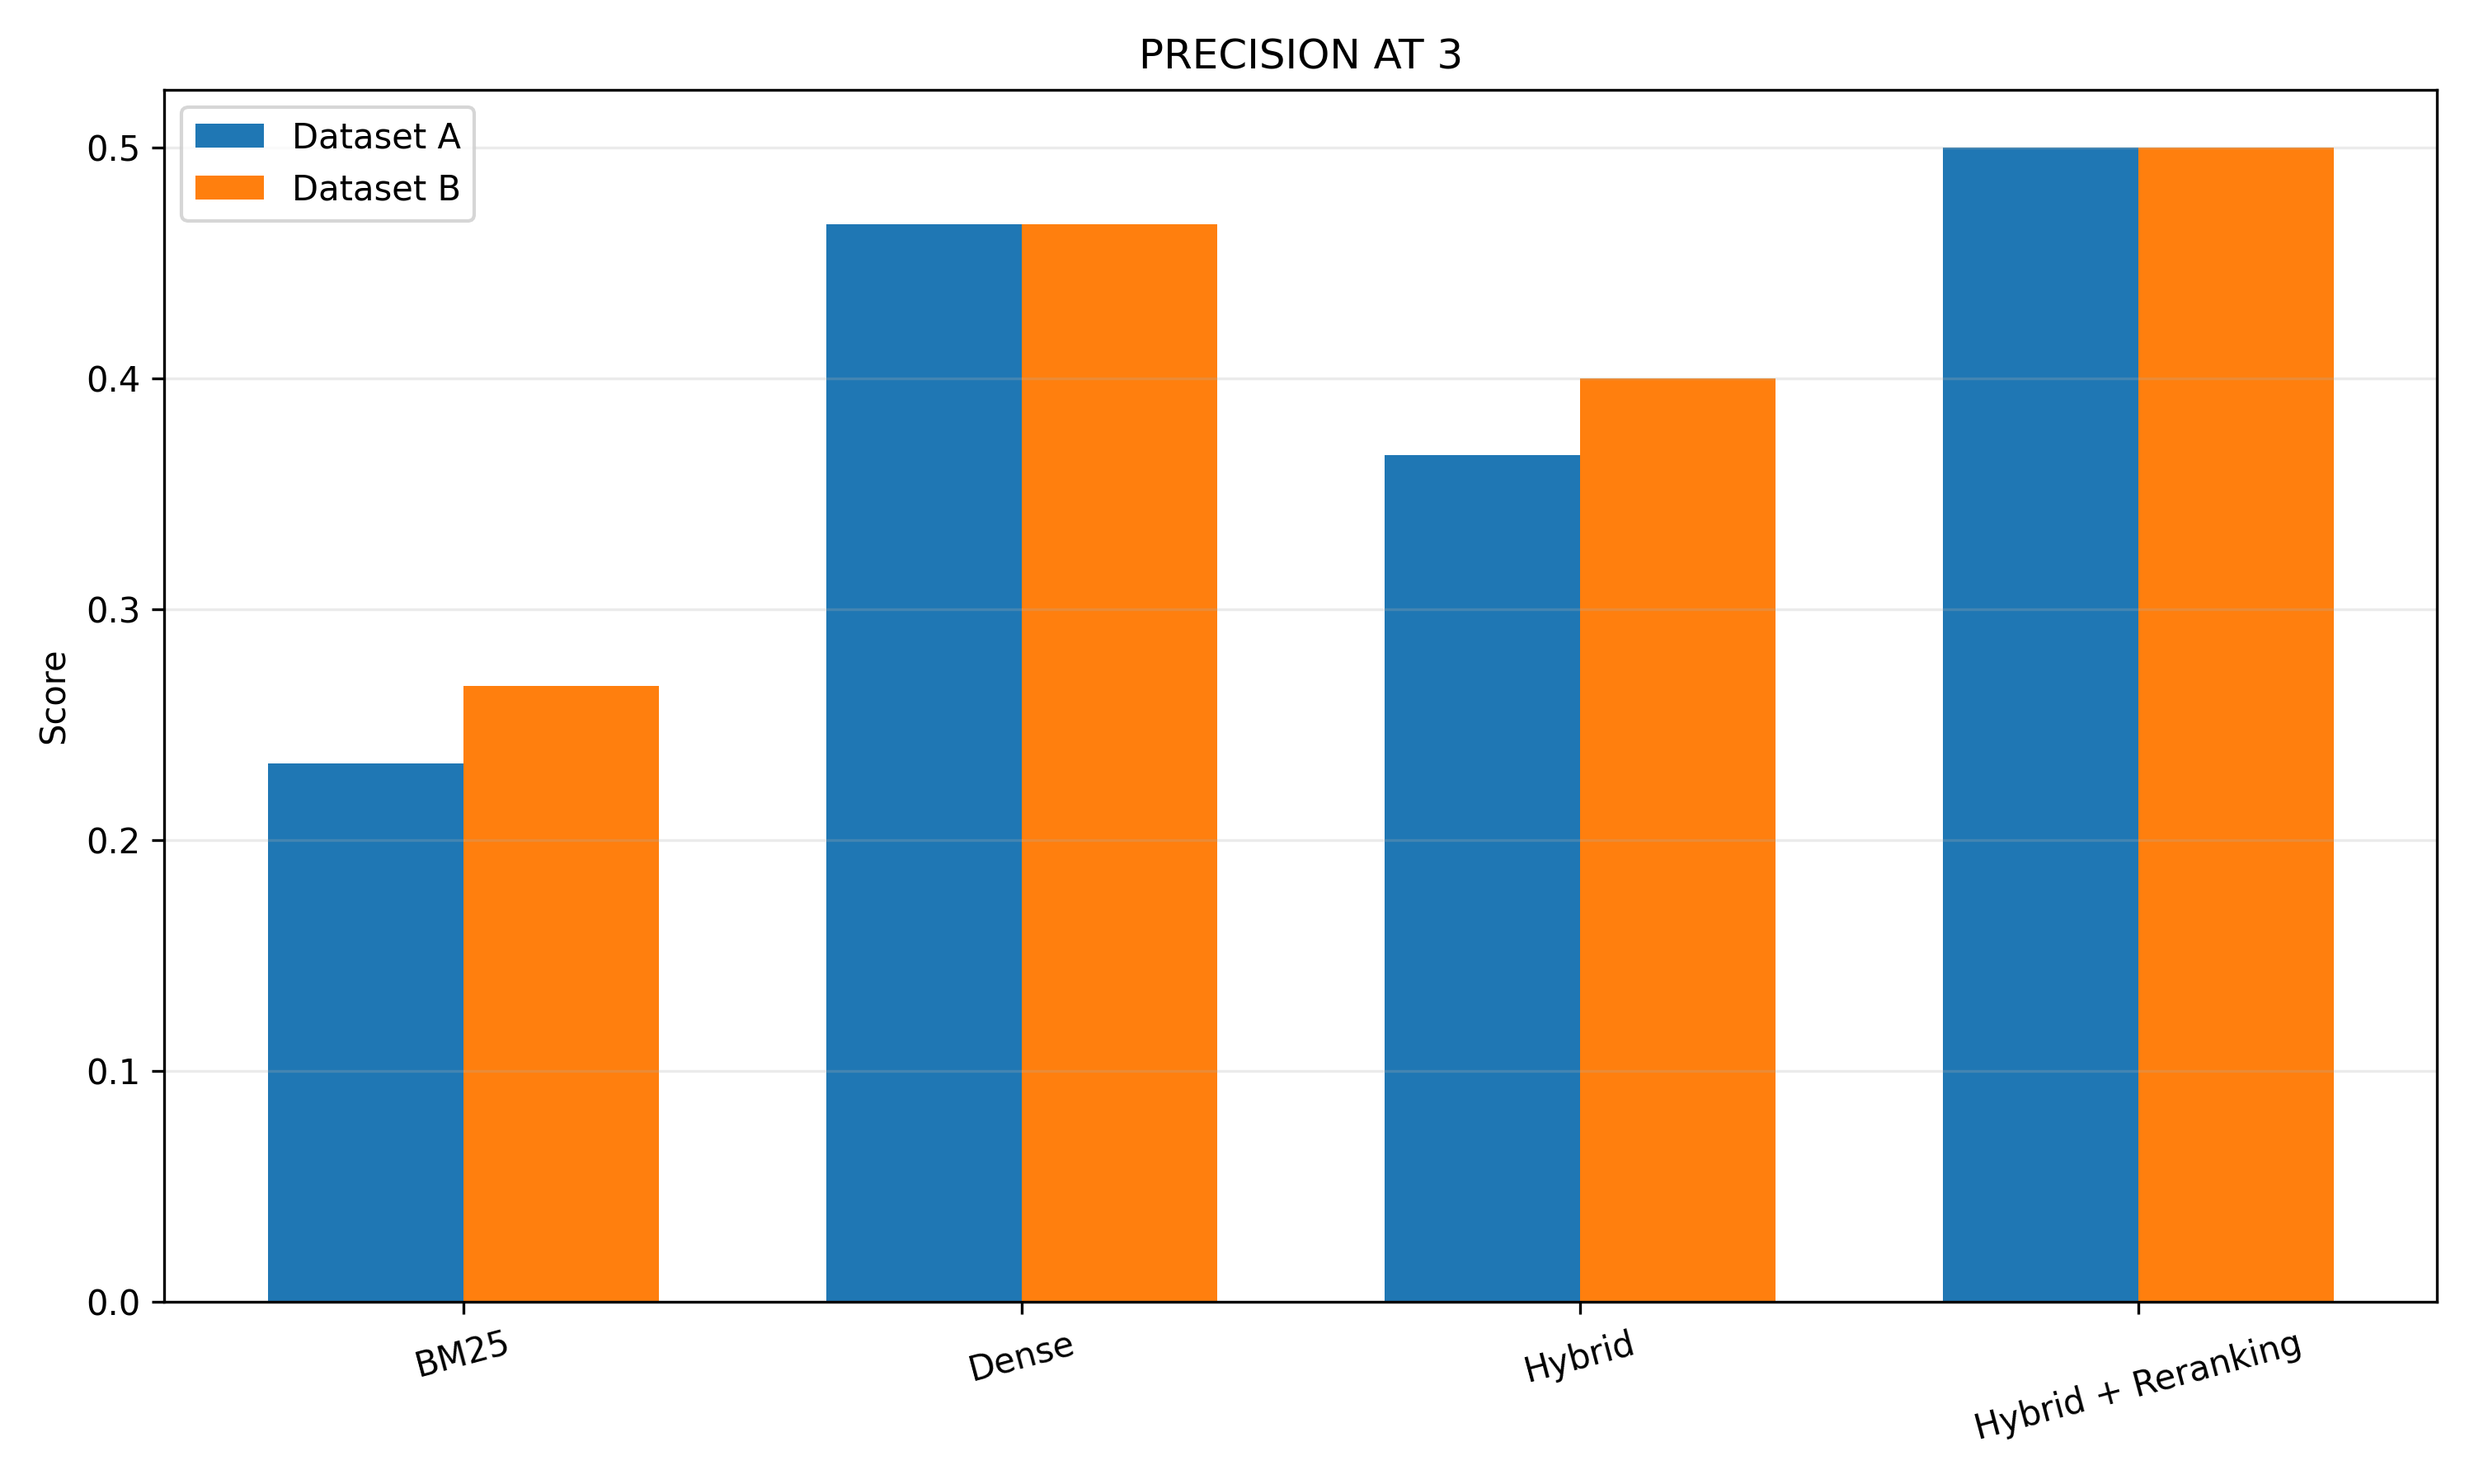 PRECISION AT 3
Dataset A
Dataset B
0.5
0.4
0.3
0.2
0.1
0.0
Score
BM25
Dense
Hybrid
Hybrid + Reranking